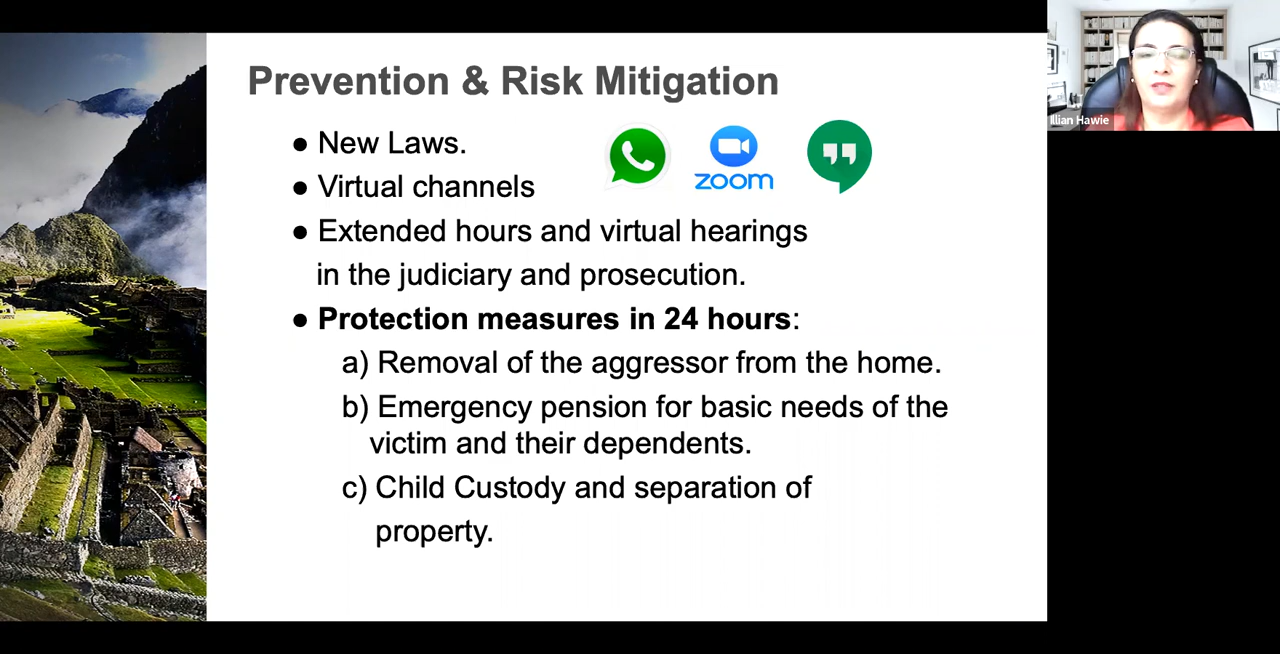 Prevention & Risk Mitigation
● New Laws.
● Virtual channels
zoom
● Extended hours and virtual hearings
in the judiciary and prosecution.
● Protection measures in 24 hours:
a) Removal of the aggressor from the home.
b) Emergency pension for basic needs of the
victim and their dependents.
c) Child Custody and separation of
property.
llian Hawie